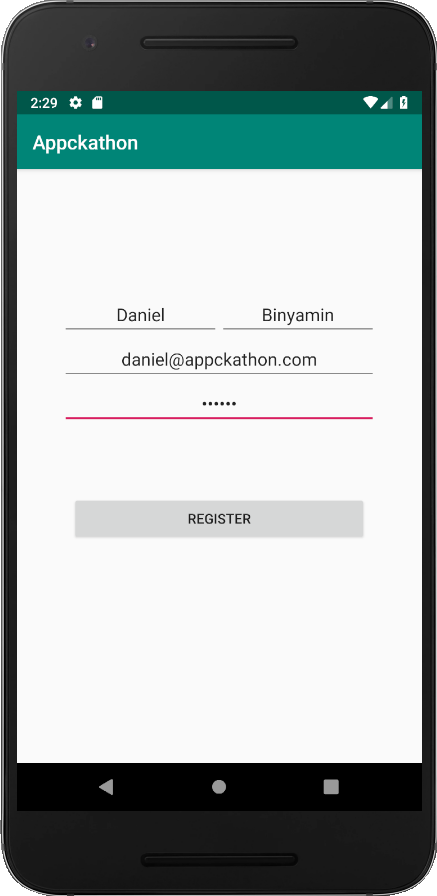 2:29
Appckathon
Daniel Binyamin
daniel@appckathon.com
••••••
REGISTER